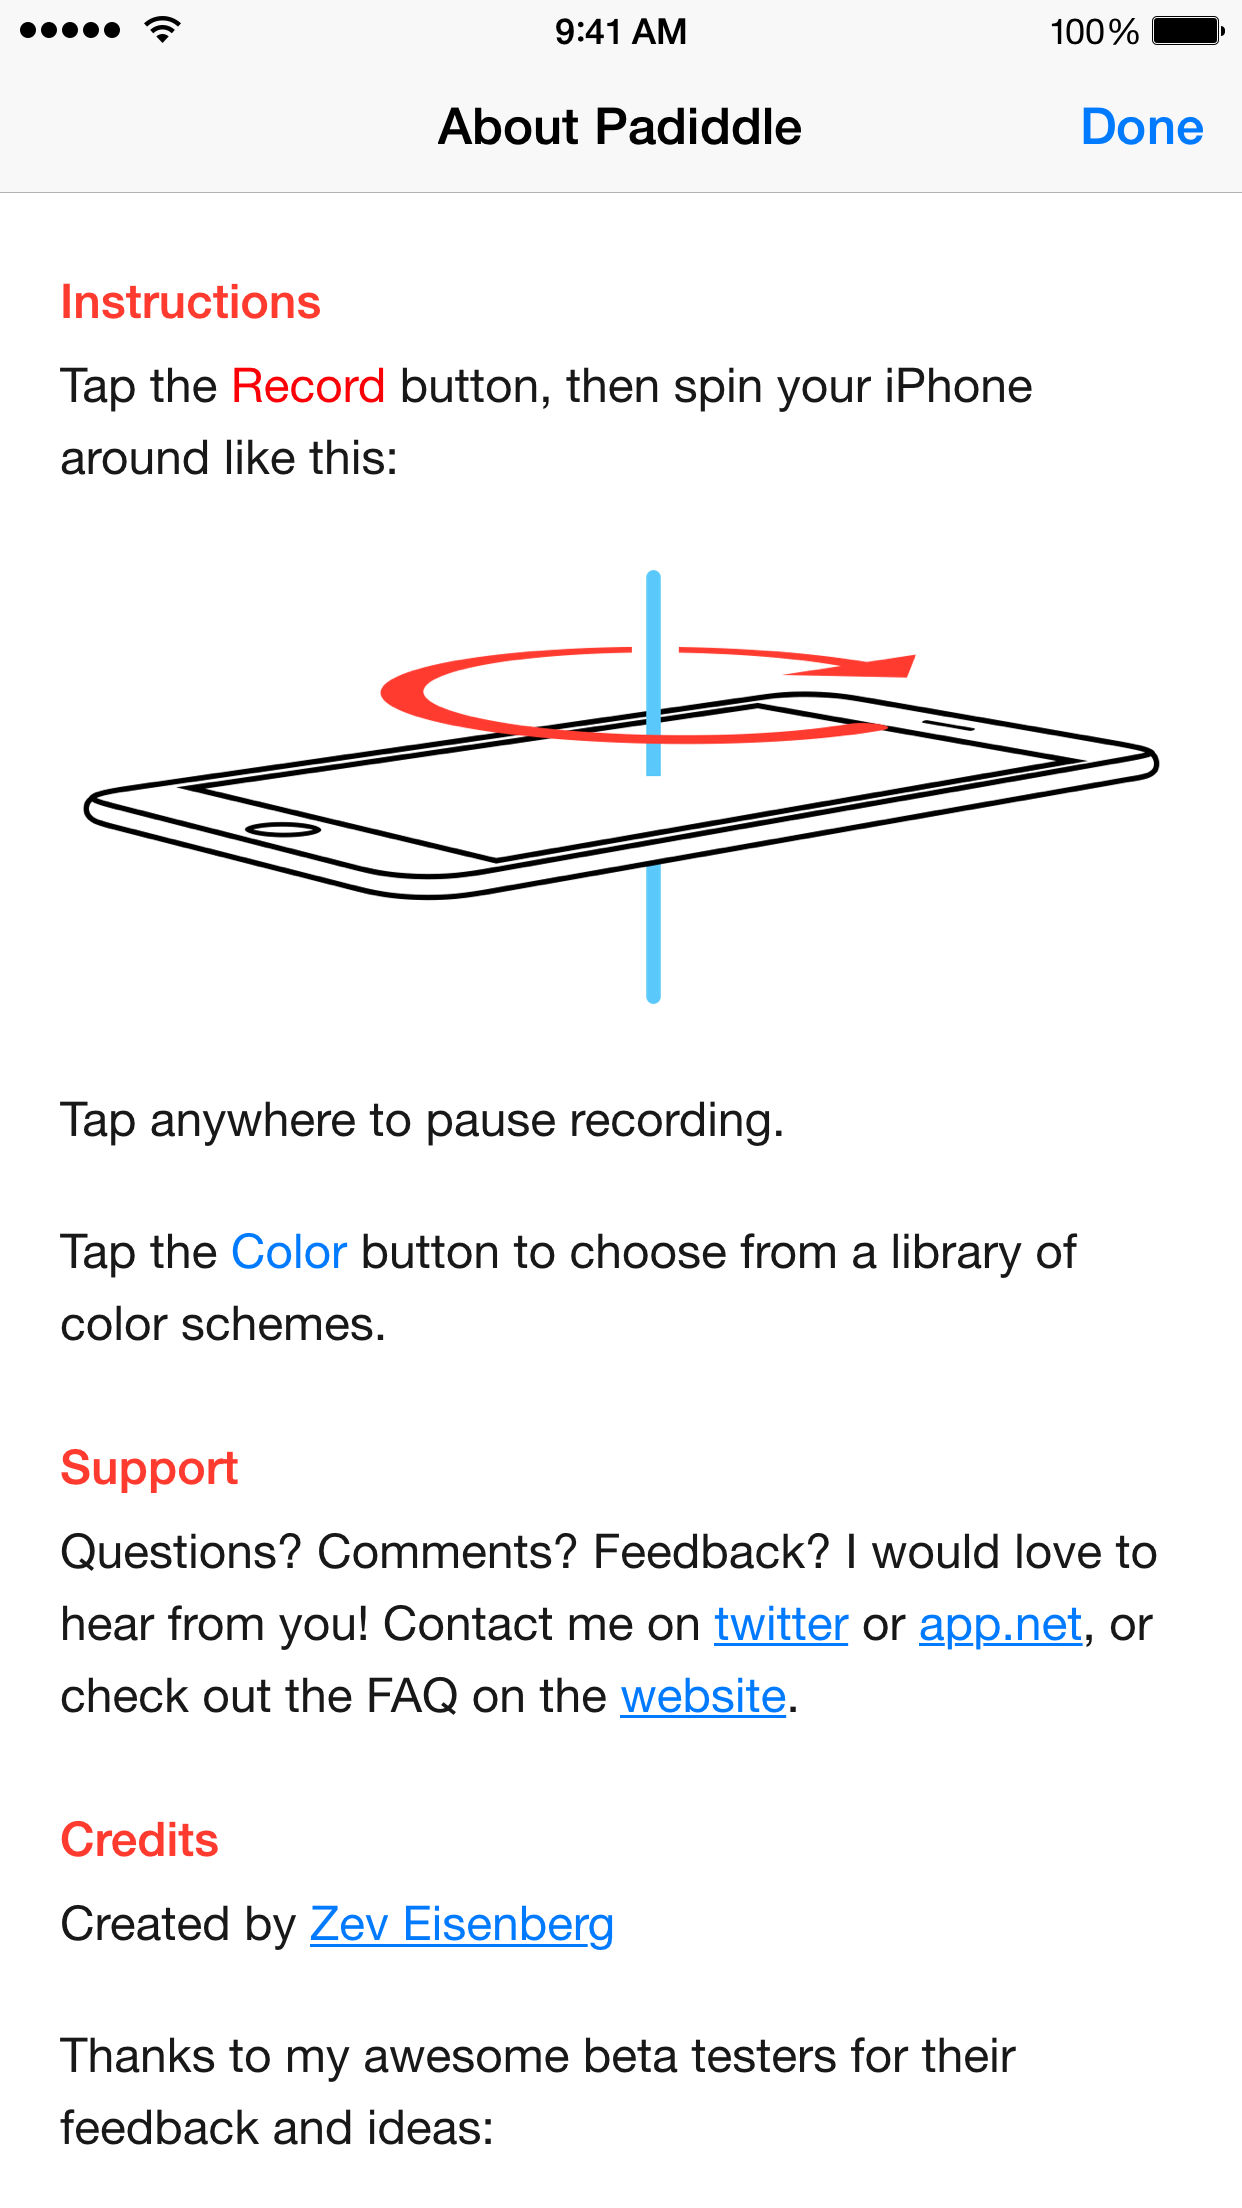 9:41 AM 100%
About Padiddle Done
Instructions
Tap the Record button, then spin your iPhone
around like this:
Tap anywhere to pause recording.
Tap the Color button to choose from a library of
color schemes.
Support
Questions? Comments? Feedback? I would love to
hear from you! Contact me on twitter or app.net, or
check out the FAQ on the website.
Credits
Created by Zev Eisenberg
Thanks to my awesome beta testers for their
feedback and ideas: